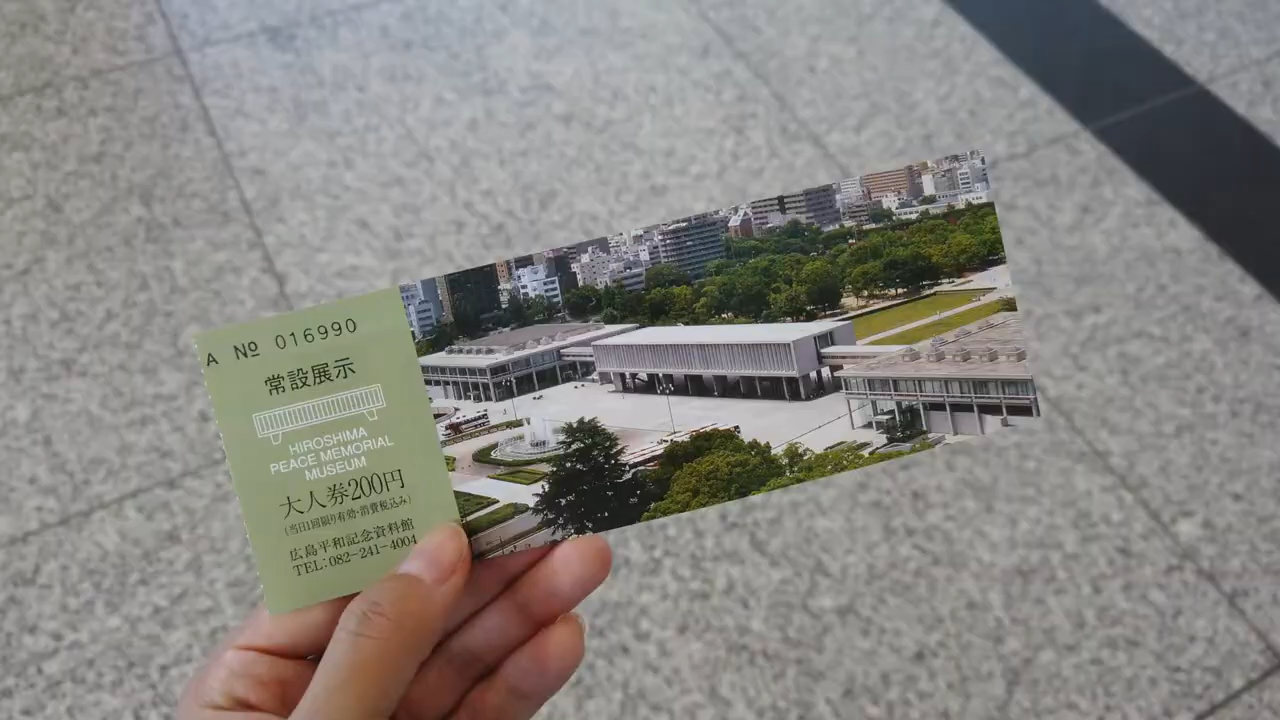 A № 016990
常設展示
HIROSHIMA
PEACE MEMORIAL
MUSEUM
大人券200円
(当日1回限り有効・消費税込み)
広島平和記念資料館
TEL:082-241-4004